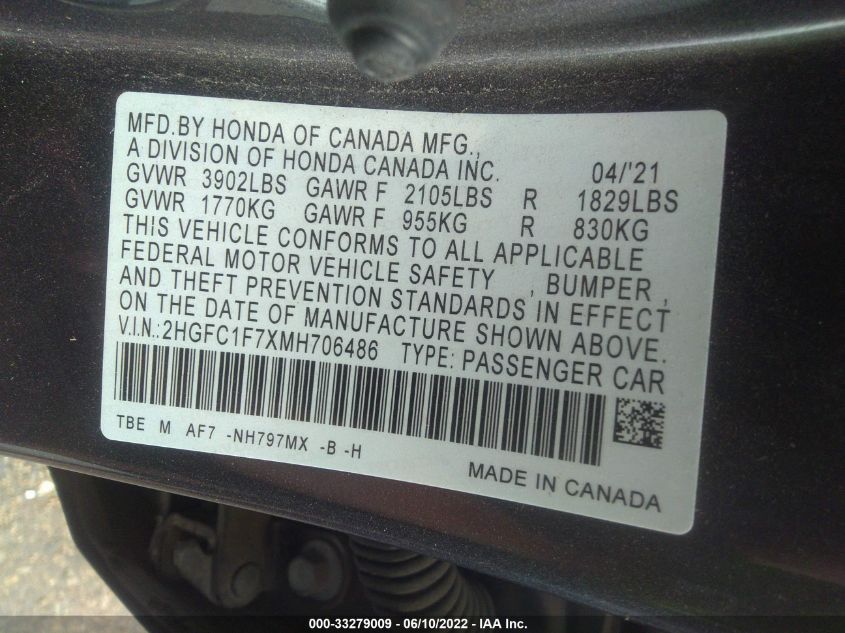 MFD.BY HONDA OF CANADA MFG.,
A DIVISION OF HONDA CANADA INC. 04/'21
GVWR 3902LBS GAWR F 2105LBS R 1829LBS
GVWR 1770KG GAWR F 955KG R 830KG
THIS VEHICLE CONFORMS TO ALL APPLICABLE
FEDERAL MOTOR VEHICLE SAFETY , BUMPER ,
AND THEFT PREVENTION STANDARDS IN EFFECT
ON THE DATE OF MANUFACTURE SHOWN ABOVE.
V.I.N.:2HGFC1F7XMH706486 TYPE: PASSENGER CAR
TBE M AF7 -NH797MX -B -H
MADE IN CANADA
000-33279009 - 06/10/2022 - IAA Inc.